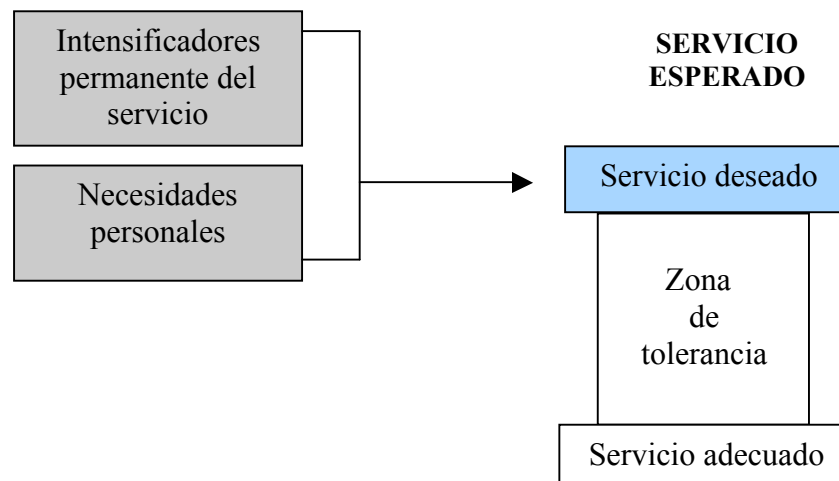 Intensificadores
permanente del
servicio
Necesidades
personales
SERVICIO
ESPERADO
Servicio deseado
Zona
de
tolerancia
Servicio adecuado